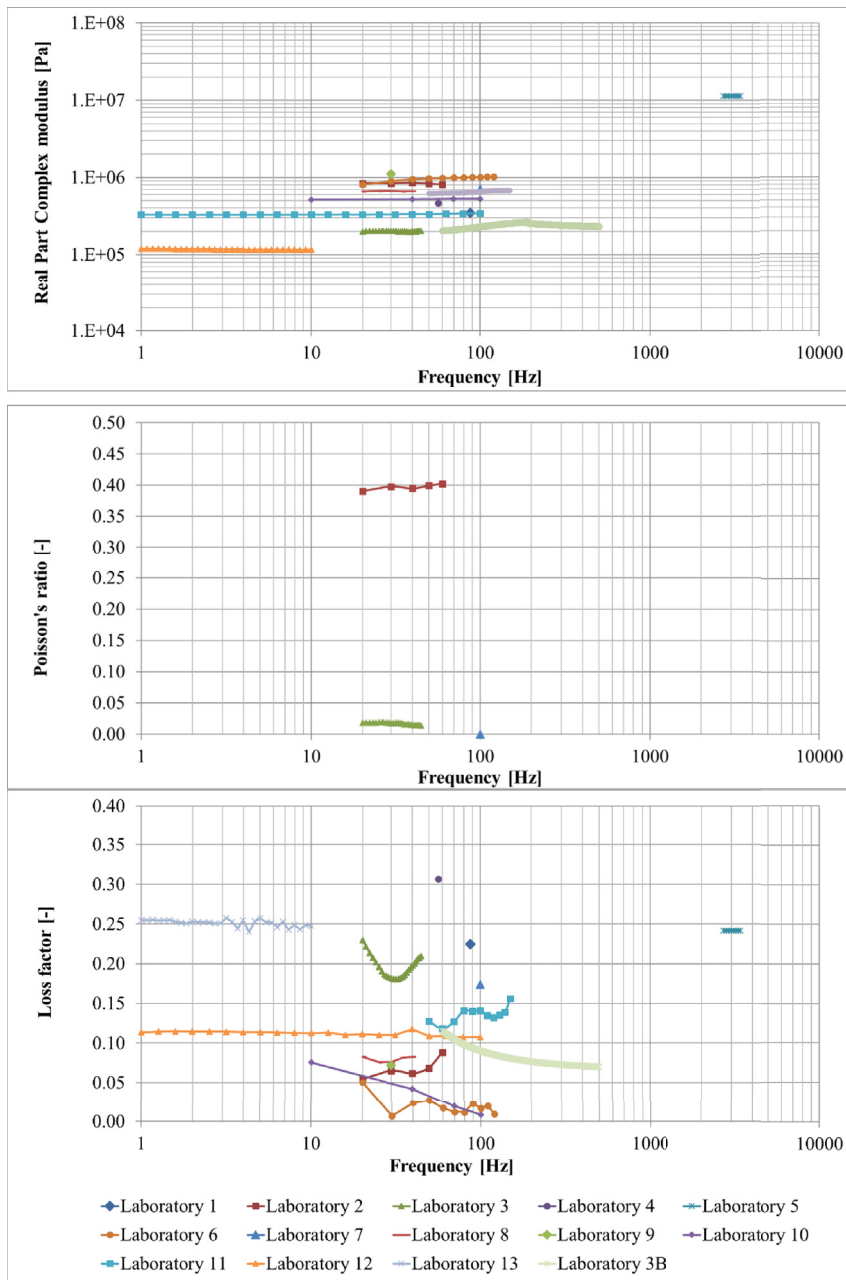 Real Part Complex modulus [Pa]
1.E+08
1.E+07
1.E+06
1.E+05
1.E+04
1 10 100 1000 10000
Frequency [Hz]
Poisson's ratio [-]
0.50
0.45
0.40
0.35
0.30
0.25
0.20
0.15
0.10
0.05
0.00
1 10 100 1000 10000
Frequency [Hz]
Loss factor [-]
0.40
0.35
0.30
0.25
0.20
0.15
0.10
0.05
0.00
1 10 100 1000 10000
Frequency [Hz]
Laboratory 1 Laboratory 2 Laboratory 3 Laboratory 4 Laboratory 5
Laboratory 6 Laboratory 7 Laboratory 8 Laboratory 9 Laboratory 10
Laboratory 11 Laboratory 12 Laboratory 13 Laboratory 3B